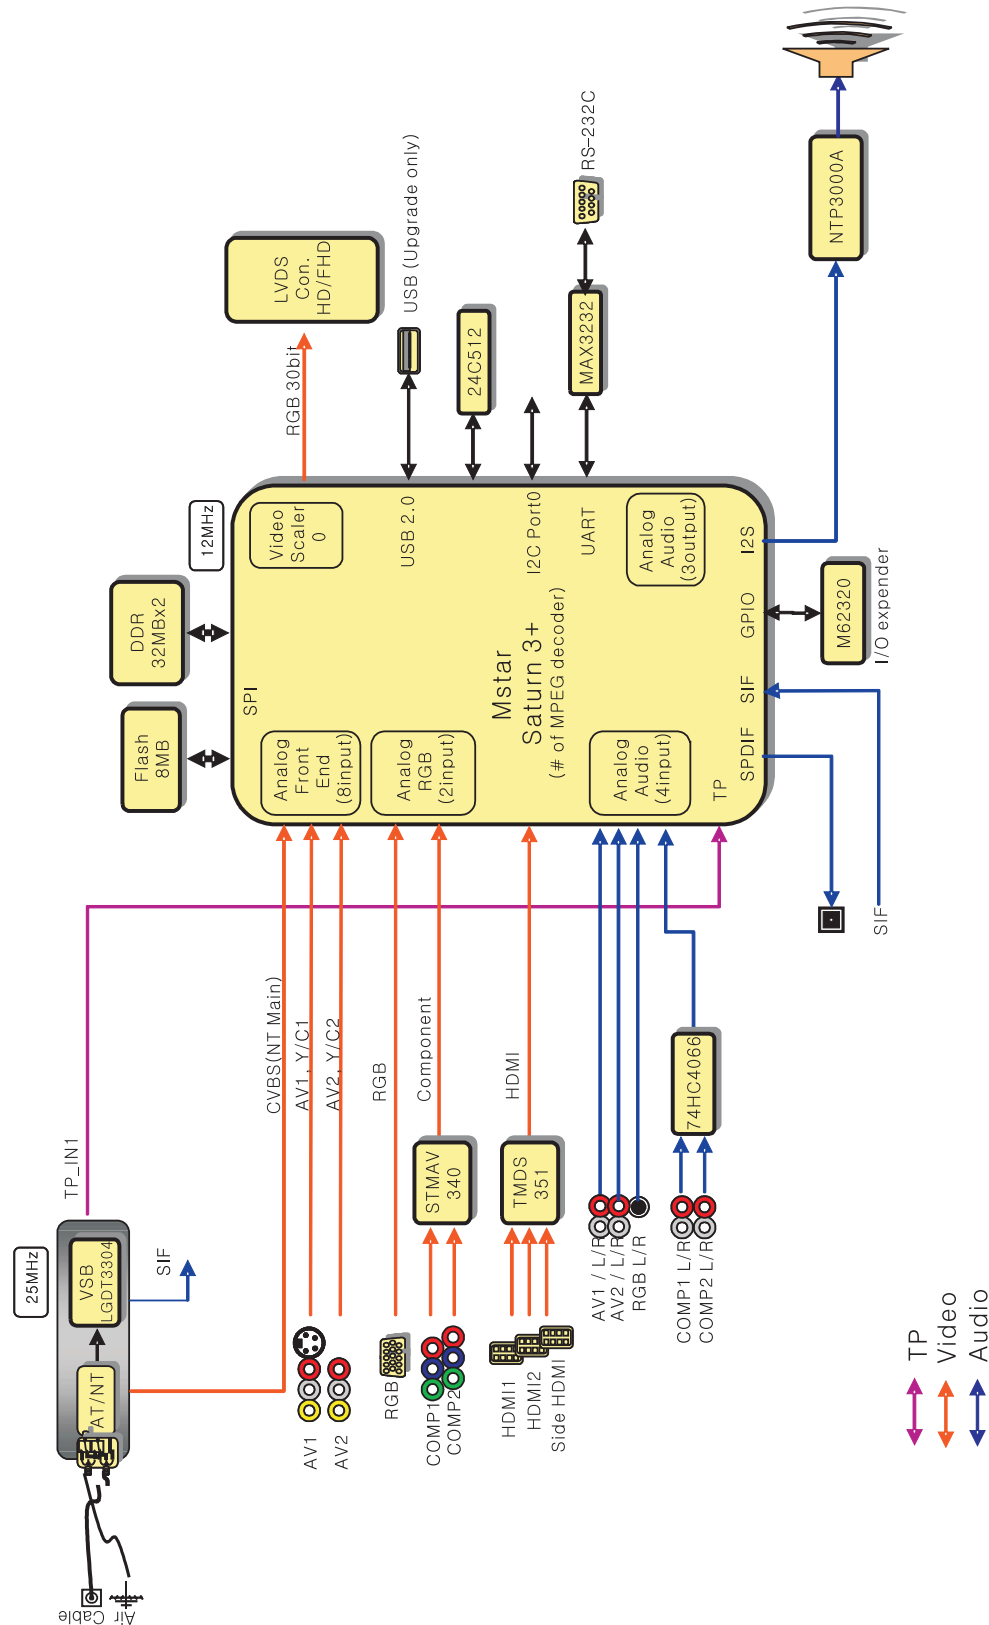 Cable
Air
AT/NT
VSB
LGDT3304
25MHz
SIF
TP_IN1
CVBS(NT Main)
AV1, Y/C1
AV2, Y/C2
RGB
Component
HDMI
AV1
AV2
RGB
COMP1
COMP2
STMAV
340
HDMI1
HDMI2
Side HDMI
TMDS
351
AV1 / L/R
AV2 / L/R
RGB L/R
COMP1 L/R
COMP2 L/R
74HC4066
SIF
Flash
8MB
DDR
32MBx2
12MHz
SPI
Analog
Front
End
(8input)
Analog
RGB
(2input)
Mstar
Saturn 3+
(# of MPEG decoder)
Analog
Audio
(4input)
TP
SPDIF
SIF
GPIO
I2S
Video
Scaler
0
USB 2.0
I2C Port0
UART
Analog
Audio
(3output)
RGB 30bit
LVDS
Con.
HD/FHD
USB (Upgrade only)
24C512
MAX3232
RS-232C
M62320
I/O expender
NTP3000A
TP
Video
Audio